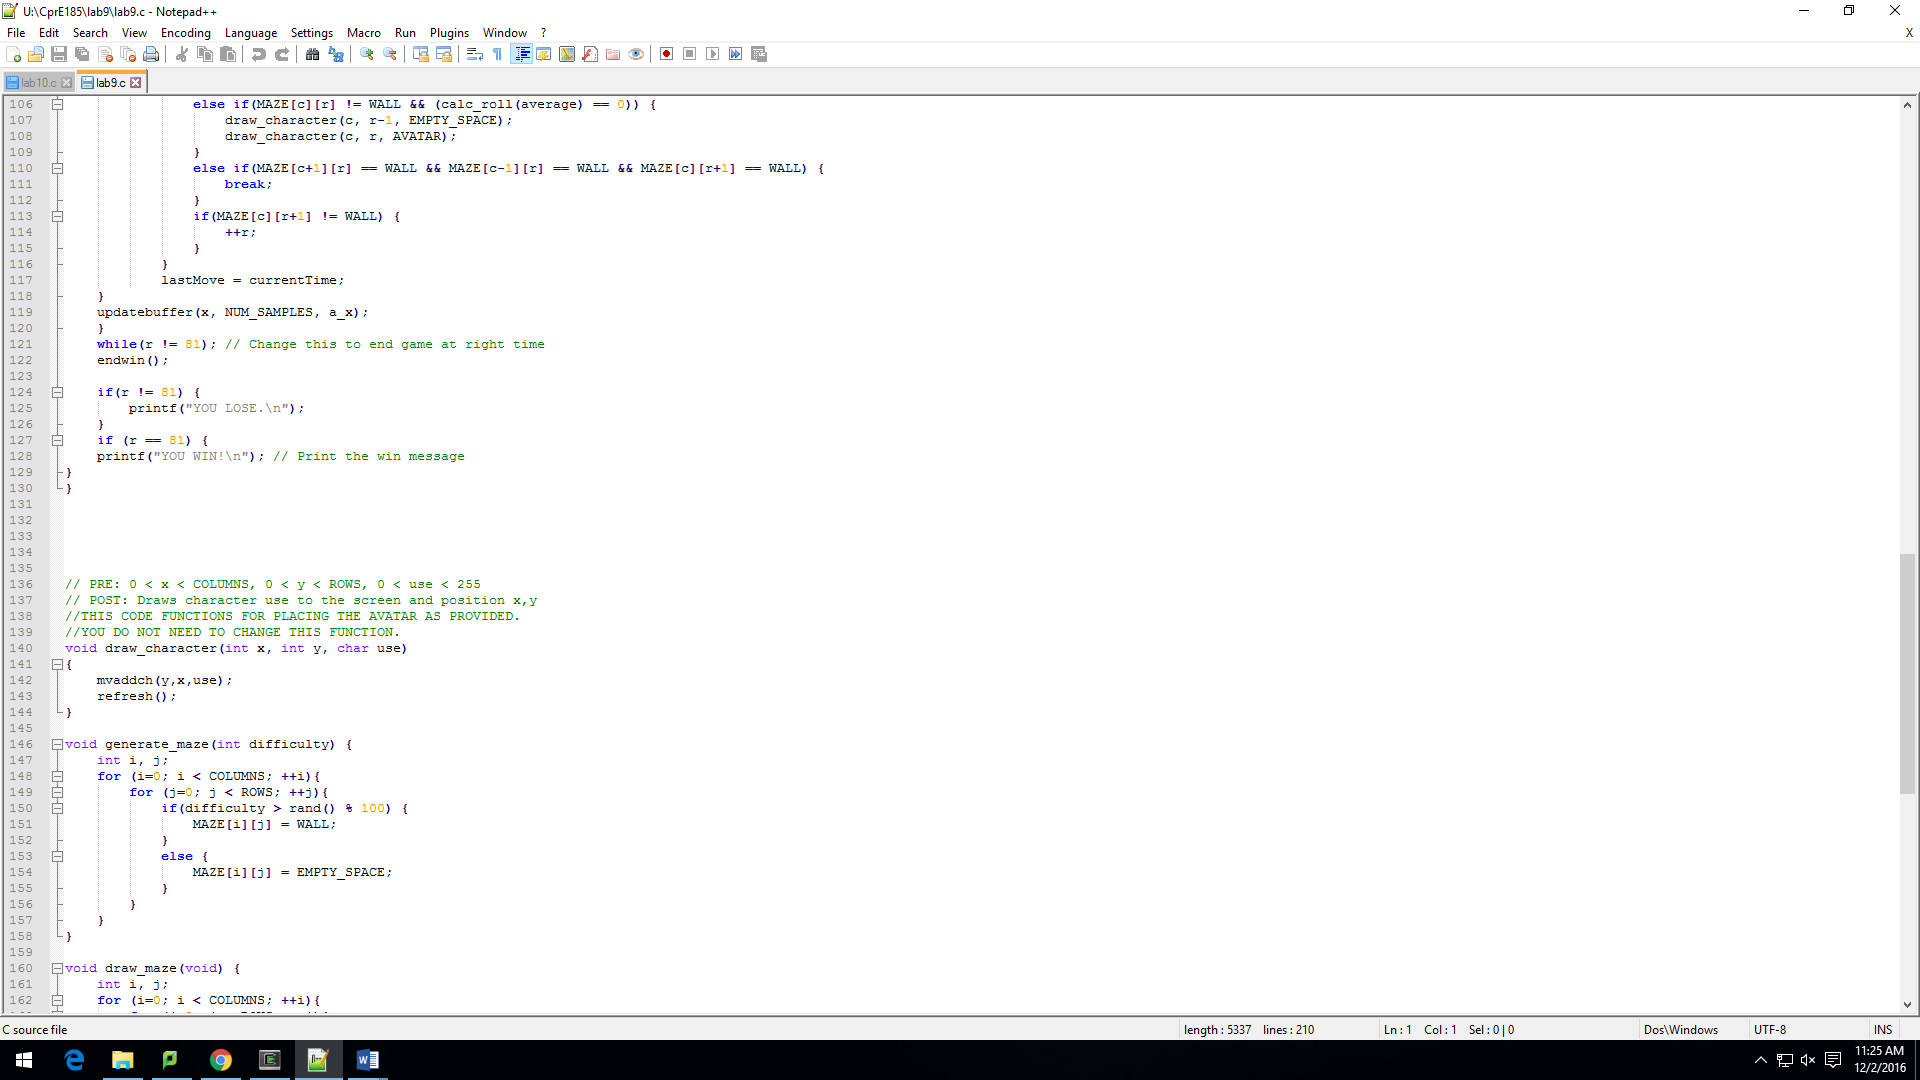 U:\CprE185\lab9\lab9.c - Notepad++
File Edit Search View Encoding Language Settings Macro Run Plugins Window ? X
lab10.c lab9.c
106 else if(MAZE[c][r] != WALL && (calc_roll(average) == 0)) {
107 draw_character(c, r-1, EMPTY_SPACE);
108 draw_character(c, r, AVATAR);
109 }
110 else if(MAZE[c+1][r] == WALL && MAZE[c-1][r] == WALL && MAZE[c][r+1] == WALL) {
111 break;
112 }
113 if(MAZE[c][r+1] != WALL) {
114 ++r;
115 }
116 }
117 lastMove = currentTime;
118 }
119 updatebuffer(x, NUM_SAMPLES, a_x);
120 }
121 while(r != 81); // Change this to end game at right time
122 endwin();
123
124 if(r != 81) {
125 printf("YOU LOSE.\n");
126 }
127 if (r == 81) {
128 printf("YOU WIN!\n"); // Print the win message
129 }
130 }
131
132
133
134
135
136 // PRE: 0 < x < COLUMNS, 0 < y < ROWS, 0 < use < 255
137 // POST: Draws character use to the screen and position x,y
138 //THIS CODE FUNCTIONS FOR PLACING THE AVATAR AS PROVIDED.
139 //YOU DO NOT NEED TO CHANGE THIS FUNCTION.
140 void draw_character(int x, int y, char use)
141 {
142 mvaddch(y,x,use);
143 refresh();
144 }
145
146 void generate_maze(int difficulty) {
147 int i, j;
148 for (i=0; i < COLUMNS; ++i){
149 for (j=0; j < ROWS; ++j){
150 if(difficulty > rand() % 100) {
151 MAZE[i][j] = WALL;
152 }
153 else {
154 MAZE[i][j] = EMPTY_SPACE;
155 }
156 }
157 }
158 }
159
160 void draw_maze(void) {
161 int i, j;
162 for (i=0; i < COLUMNS; ++i){
C source file length : 5337 lines : 210 Ln : 1 Col : 1 Sel : 0 | 0 Dos\Windows UTF-8 INS
11:25 AM
12/2/2016